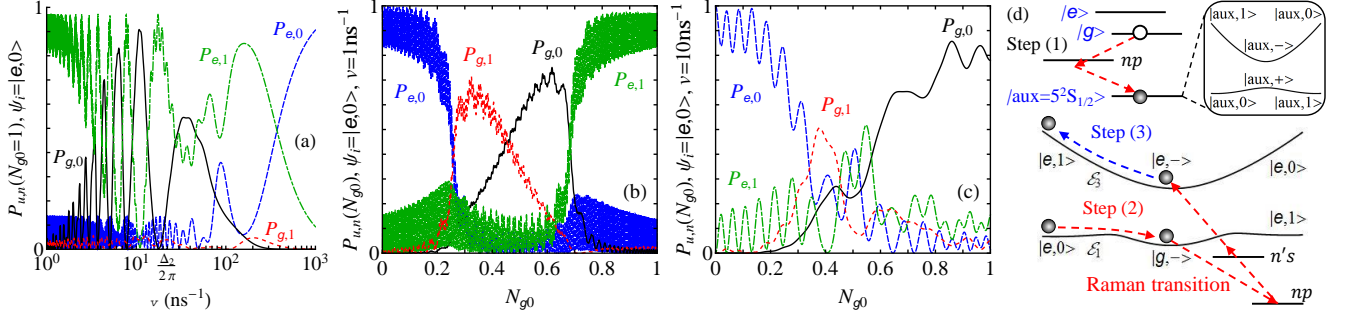 P_{u,n}(N_{g0}=1), ψ_i=|e,0>
1
0
P_{g,0}
P_{e,1}
P_{e,0}
(a)
P_{g,1}
10^0
10^1
Δ/2π
10^2
10^3
ν (ns^{-1})
P_{u,n}(N_{g0}), ψ_i=|e,0>, ν=1ns^{-1}
1
0
P_{e,0}
P_{g,1}
P_{g,0}
P_{e,1}
(b)
0.0 0.2 0.4 0.6 0.8 1
N_{g0}
P_{u,n}(N_{g0}), ψ_i=|e,0>, ν=10ns^{-1}
1
0
P_{e,0}
P_{g,1}
P_{g,0}
P_{e,1}
(c)
0 0.2 0.4 0.6 0.8 1
N_{g0}
(d)
|e>
|g>
Step (1)
np
|aux=5^2S_{1/2}>
|aux,1> |aux,0>
|aux,−>
|aux,+>
|aux,0> |aux,1>
Step (3)
|e,1>
|e,−>
|e,0>
ℰ_3
Step (2)
|e,1>
|e,0>
ℰ_1
|g,−>
n's
Raman transition
np